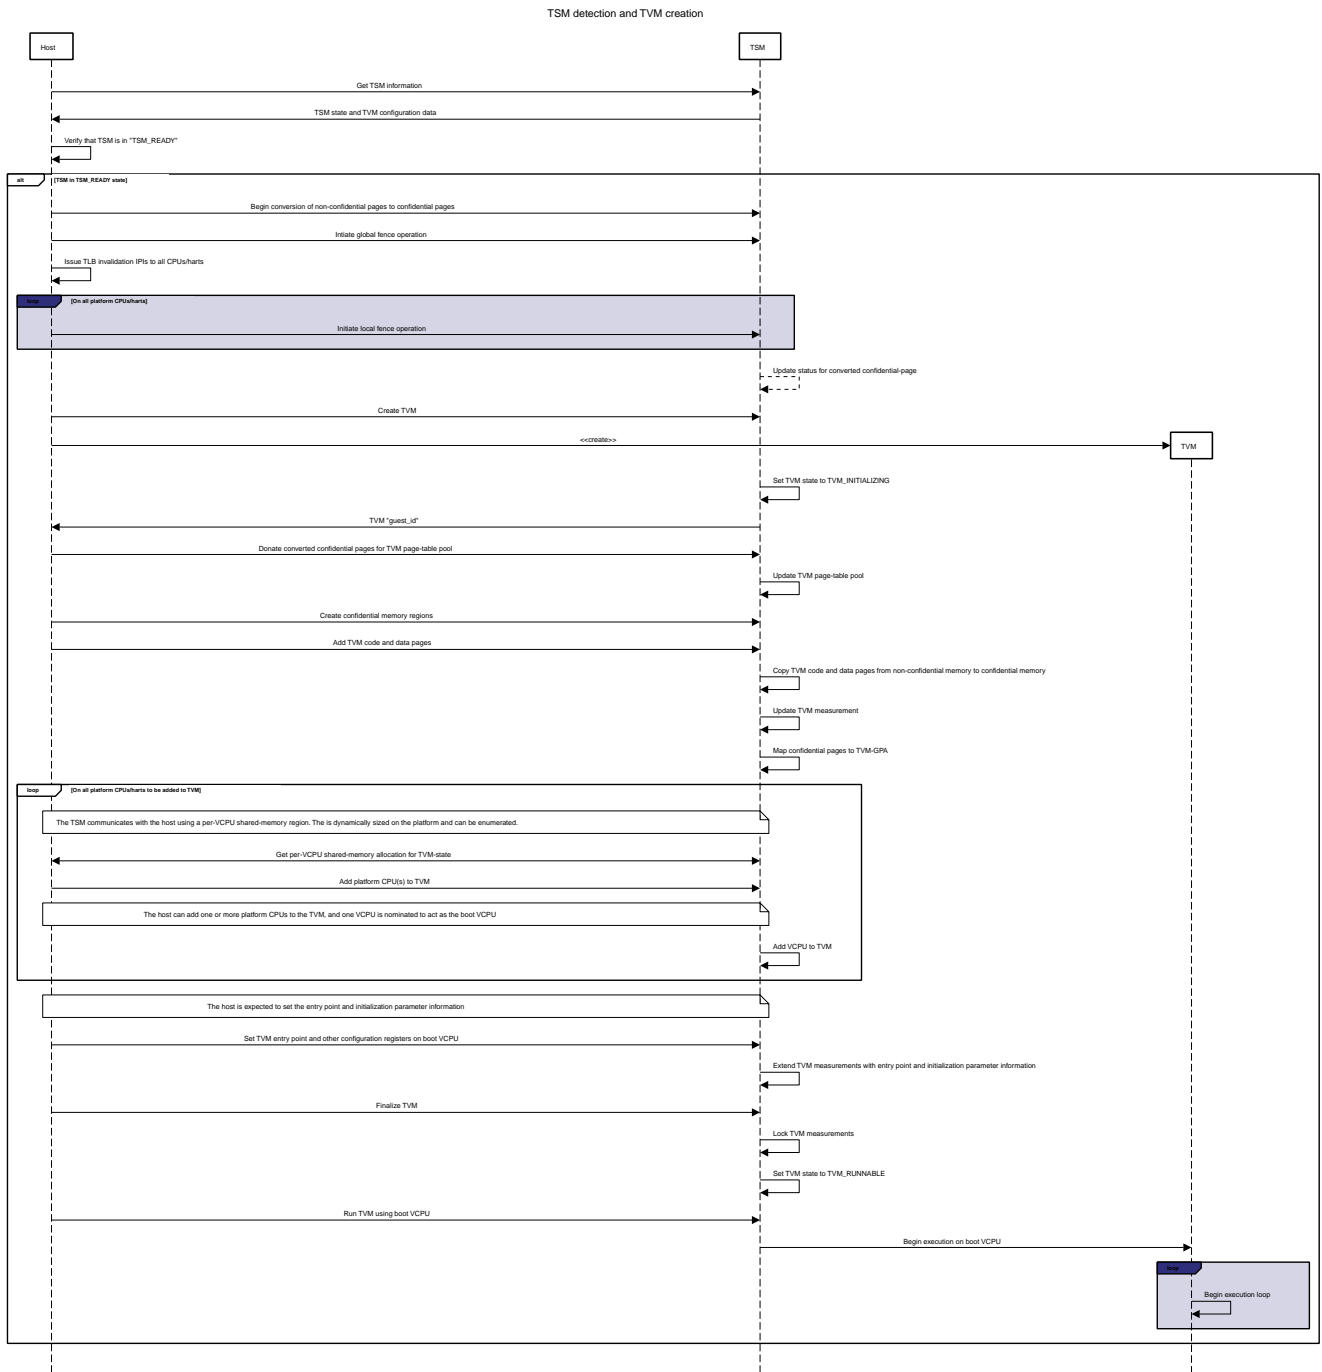 TSM detection and TVM creation
Host
TSM
Get TSM information
TSM state and TVM configuration data
Verify that TSM is in "TSM_READY"
alt
[TSM in TSM_READY state]
Begin conversion of non-confidential pages to confidential pages
Intiate global fence operation
Issue TLB invalidation IPIs to all CPUs/harts
loop
[On all platform CPUs/harts]
Initiate local fence operation
Update status for converted confidential-page
Create TVM
<<create>>
TVM
Set TVM state to TVM_INITIALIZING
TVM "guest_id"
Donate converted confidential pages for TVM page-table pool
Update TVM page-table pool
Create confidential memory regions
Add TVM code and data pages
Copy TVM code and data pages from non-confidential memory to confidential memory
Update TVM measurement
Map confidential pages to TVM-GPA
loop
[On all platform CPUs/harts to be added to TVM]
The TSM communicates with the host using a per-VCPU shared-memory region. The is dynamically sized on the platform and can be enumerated.
Get per-VCPU shared-memory allocation for TVM-state
Add platform CPU(s) to TVM
The host can add one or more platform CPUs to the TVM, and one VCPU is nominated to act as the boot VCPU
Add VCPU to TVM
The host is expected to set the entry point and initialization parameter information
Set TVM entry point and other configuration registers on boot VCPU
Extend TVM measurements with entry point and initialization parameter information
Finalize TVM
Lock TVM measurements
Set TVM state to TVM_RUNNABLE
Run TVM using boot VCPU
Begin execution on boot VCPU
loop
Begin execution loop